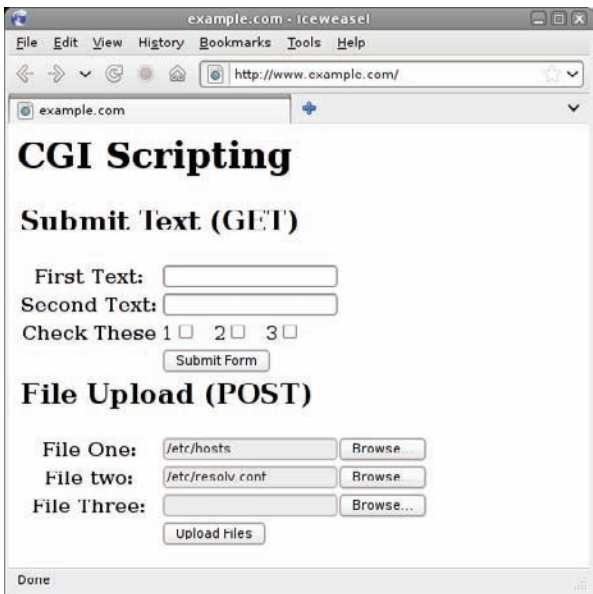 example.com - Iceweasel
File Edit View History Bookmarks Tools Help
http://www.example.com/
example.com
CGI Scripting
Submit Text (GET)
First Text:
Second Text:
Check These 1 2 3
Submit Form
File Upload (POST)
File One: /etc/hosts Browse...
File two: /etc/resolv.conf Browse...
File Three: Browse...
Upload Files
Done